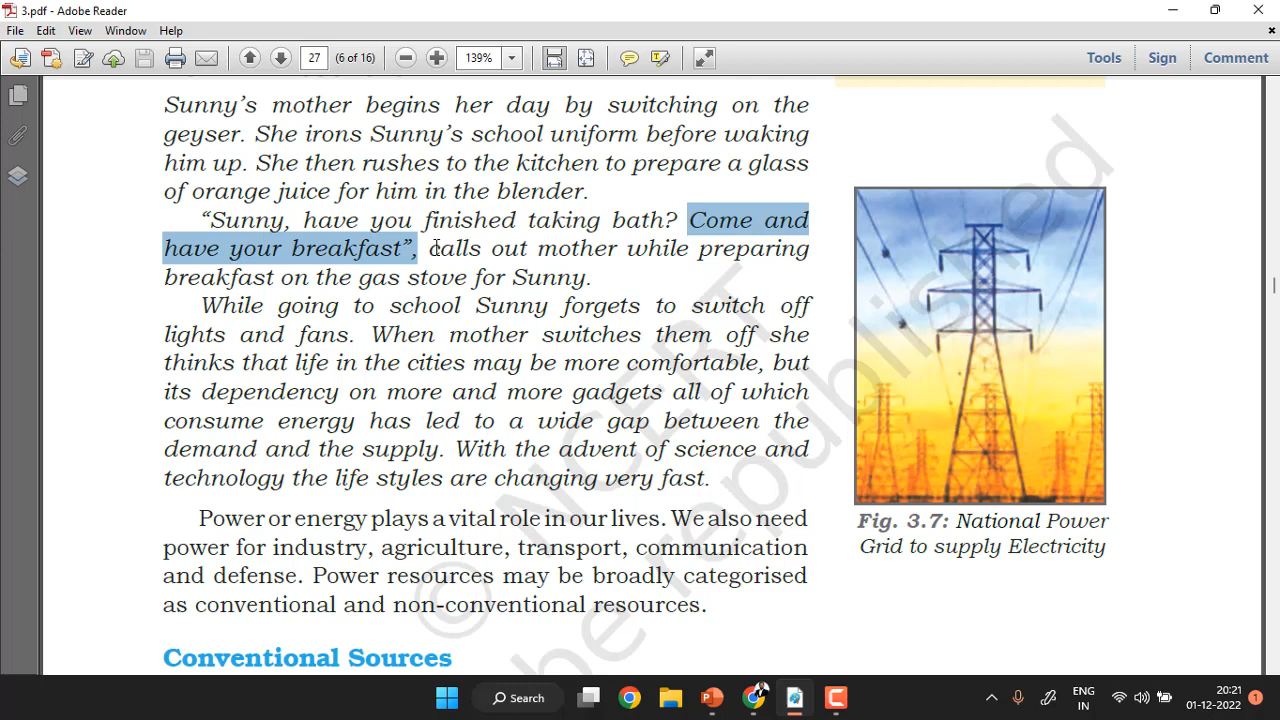 3.pdf - Adobe Reader
File Edit View Window Help
27 (6 of 16) 139% Tools Sign Comment
Sunny's mother begins her day by switching on the
geyser. She irons Sunny's school uniform before waking
him up. She then rushes to the kitchen to prepare a glass
of orange juice for him in the blender.
“Sunny, have you finished taking bath? Come and
have your breakfast”, calls out mother while preparing
breakfast on the gas stove for Sunny.
While going to school Sunny forgets to switch off
lights and fans. When mother switches them off she
thinks that life in the cities may be more comfortable, but
its dependency on more and more gadgets all of which
consume energy has led to a wide gap between the
demand and the supply. With the advent of science and
technology the life styles are changing very fast.
Power or energy plays a vital role in our lives. We also need
power for industry, agriculture, transport, communication
and defense. Power resources may be broadly categorised
as conventional and non-conventional resources.
Conventional Sources
Fig. 3.7: National Power
Grid to supply Electricity
© NCERT
be republished
Search
ENG
IN
20:21
01-12-2022
1